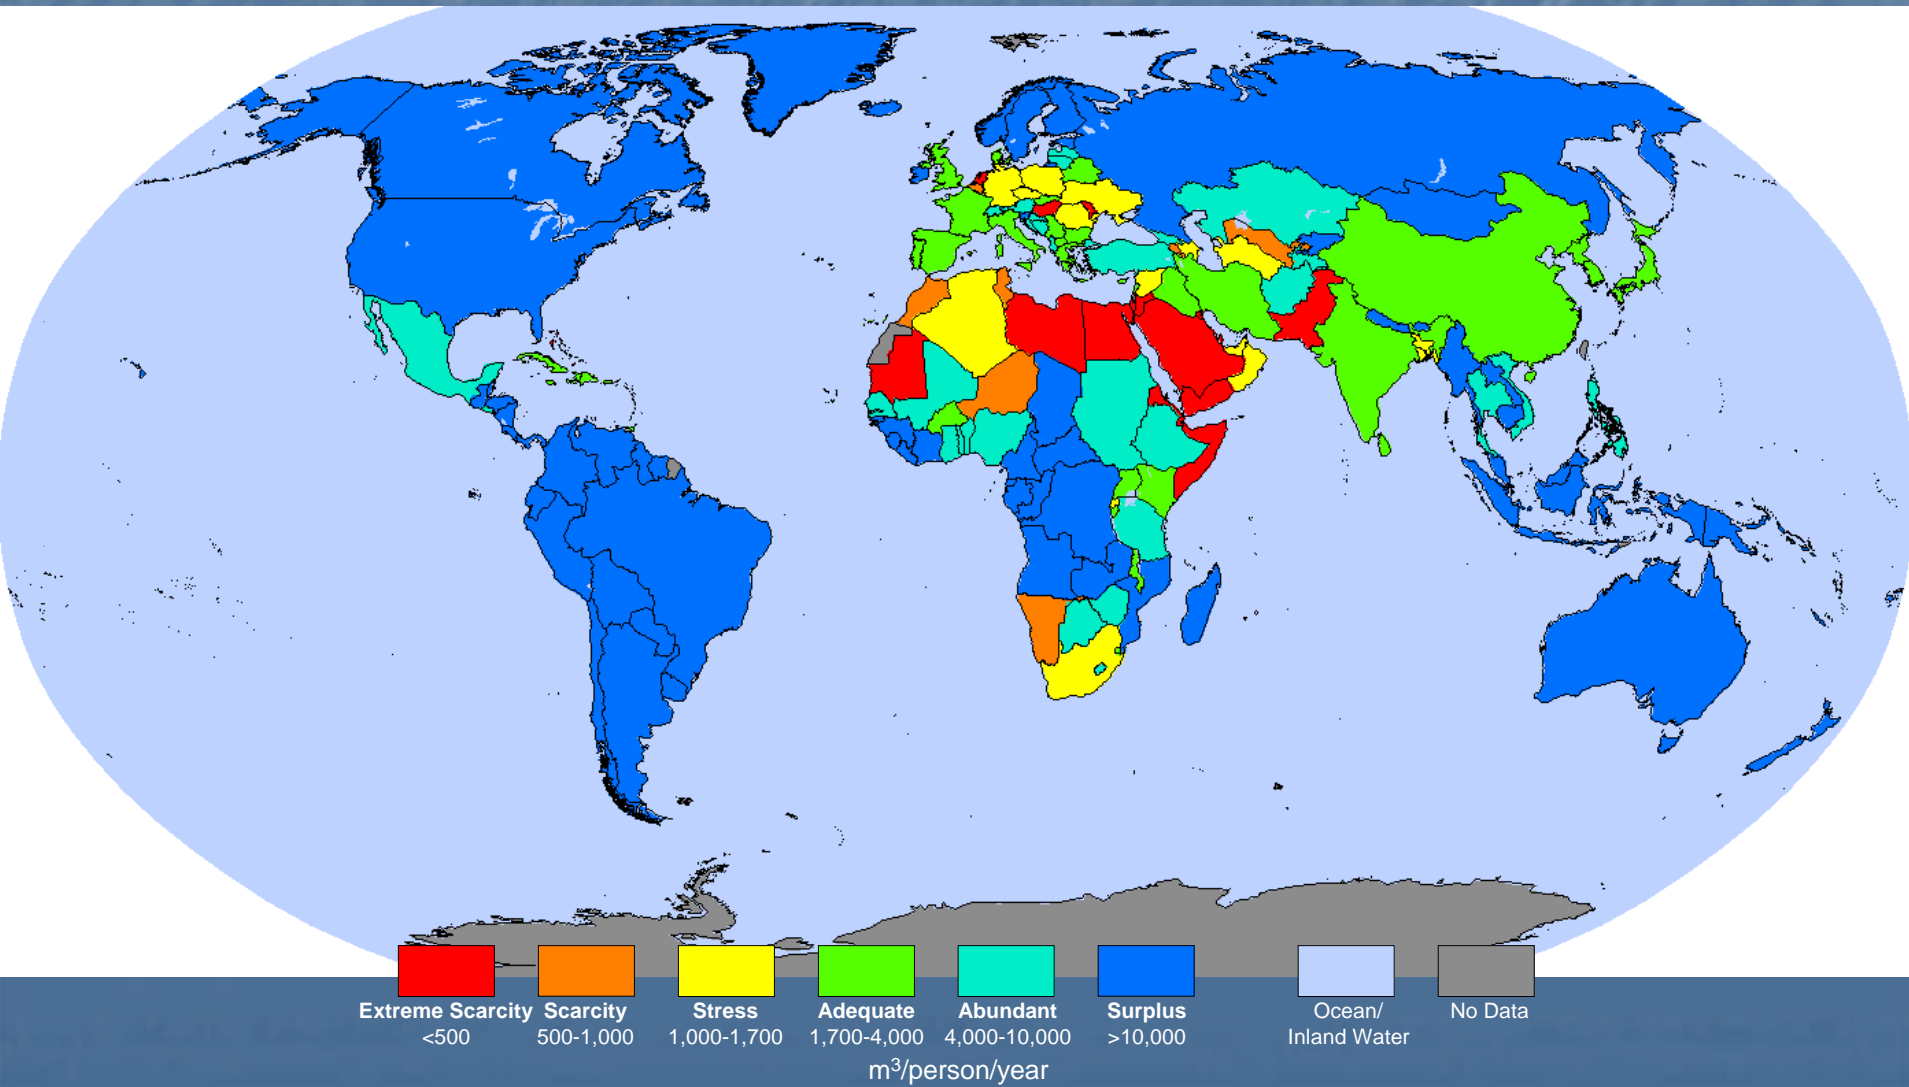 Extreme Scarcity Scarcity Stress Adequate Abundant Surplus Ocean/ No Data
<500 500-1,000 1,000-1,700 1,700-4,000 4,000-10,000 >10,000 Inland Water
m³/person/year